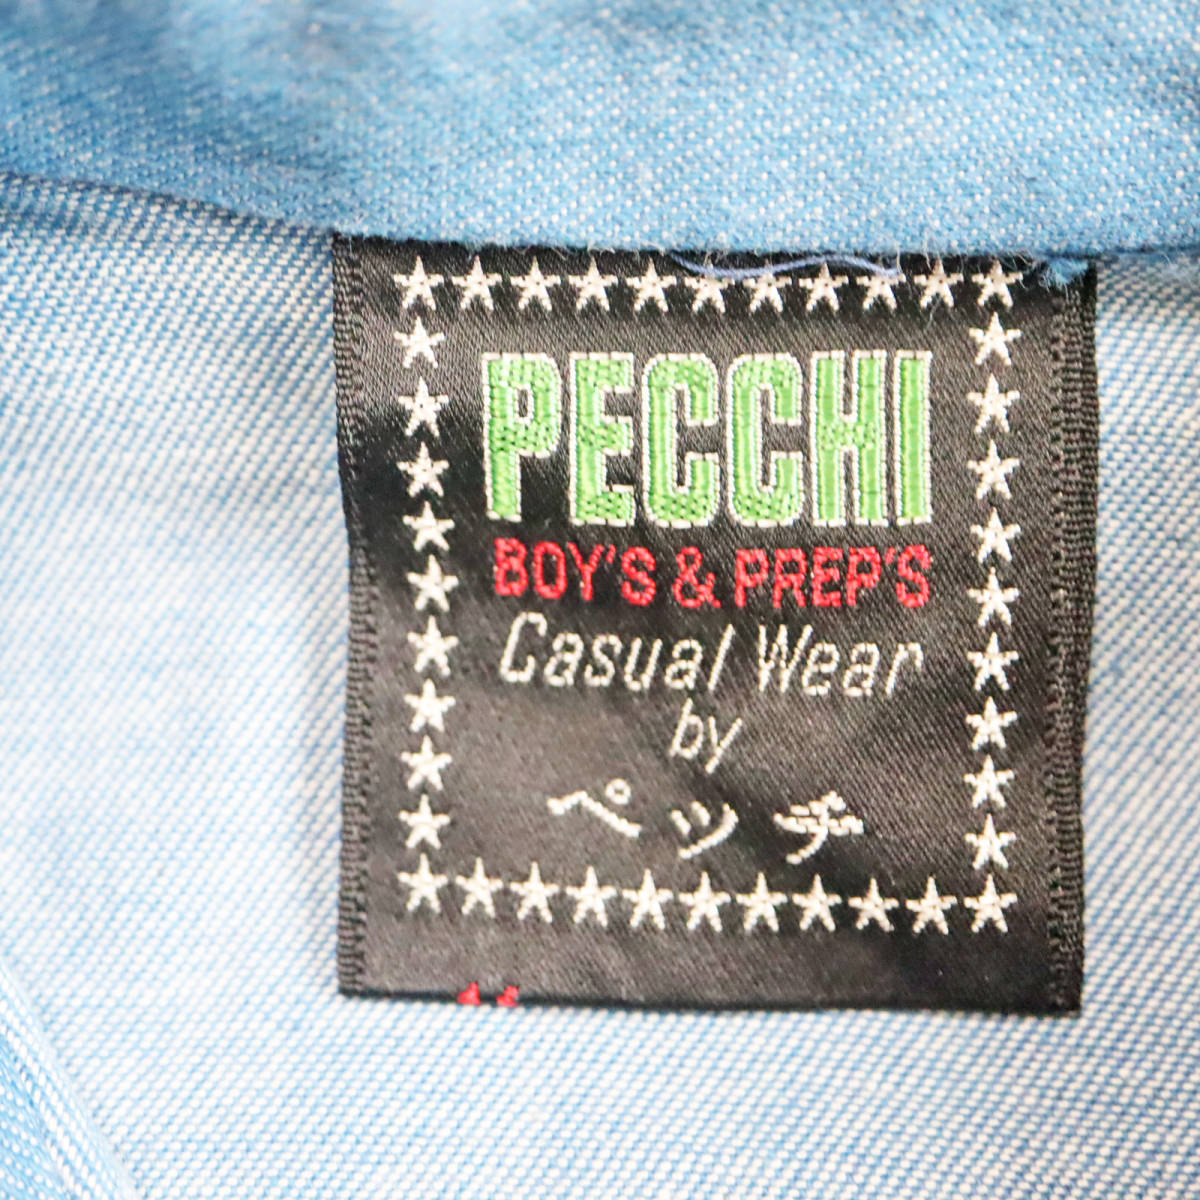 PECCHI
BOY'S & PREP'S
Casual Wear
by
ペッチ